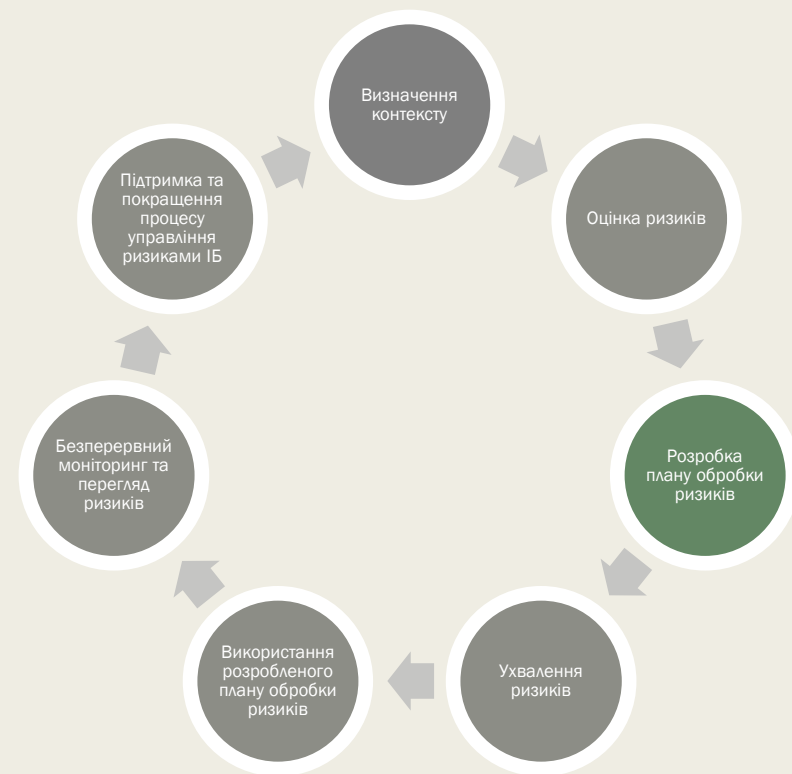 Визначення
контексту
Оцінка ризиків
Розробка
плану обробки
ризиків
Ухвалення
ризиків
Використання
розробленого
плану обробки
ризиків
Безперервний
моніторинг та
перегляд
ризиків
Підтримка та
покращення
процесу
управління
ризиками ІБ